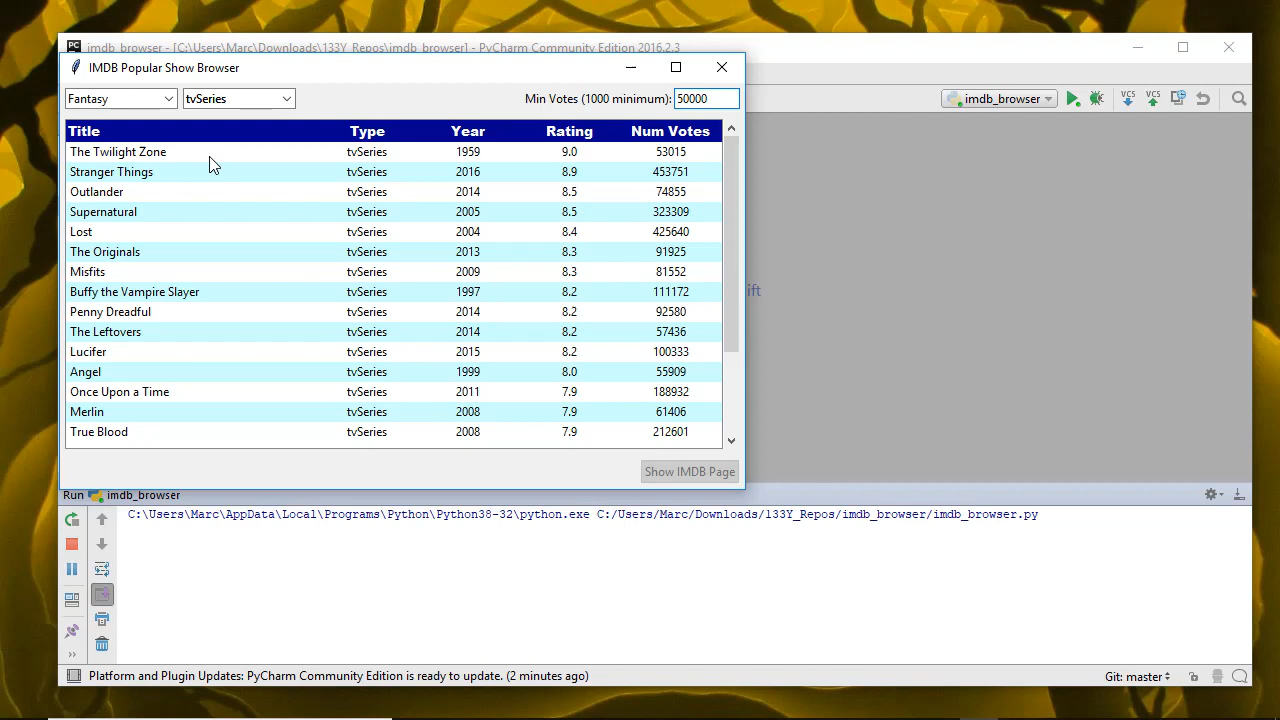 PC imdb_browser - [C:\Users\Marc\Downloads\133Y_Repos\imdb_browser] - PyCharm Community Edition 2016.2.3
IMDB Popular Show Browser
Fantasy tvSeries Min Votes (1000 minimum): 50000
imdb_browser VCS VCS
Title Type Year Rating Num Votes
The Twilight Zone tvSeries 1959 9.0 53015
Stranger Things tvSeries 2016 8.9 453751
Outlander tvSeries 2014 8.5 74855
Supernatural tvSeries 2005 8.5 323309
Lost tvSeries 2004 8.4 425640
The Originals tvSeries 2013 8.3 91925
Misfits tvSeries 2009 8.3 81552
Buffy the Vampire Slayer tvSeries 1997 8.2 111172
ift
Penny Dreadful tvSeries 2014 8.2 92580
The Leftovers tvSeries 2014 8.2 57436
Lucifer tvSeries 2015 8.2 100333
Angel tvSeries 1999 8.0 55909
Once Upon a Time tvSeries 2011 7.9 188932
Merlin tvSeries 2008 7.9 61406
True Blood tvSeries 2008 7.9 212601
Show IMDB Page
Run imdb_browser
C:\Users\Marc\AppData\Local\Programs\Python\Python38-32\python.exe C:/Users/Marc/Downloads/133Y_Repos/imdb_browser/imdb_browser.py
Platform and Plugin Updates: PyCharm Community Edition is ready to update. (2 minutes ago) Git: master